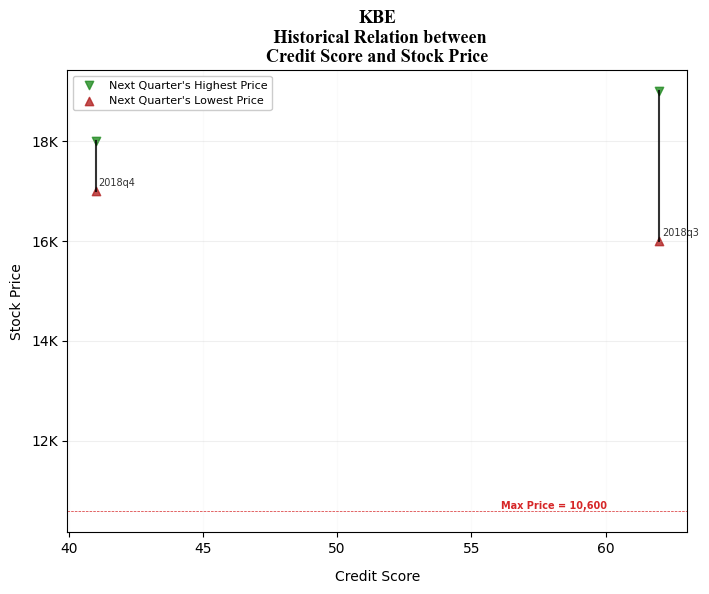 KBE
Historical Relation between
Credit Score and Stock Price
Next Quarter's Highest Price
Next Quarter's Lowest Price
18K
2018q4
2018q3
16K
14K
12K
Max Price = 10,600
Stock Price
40 45 50 55 60
Credit Score